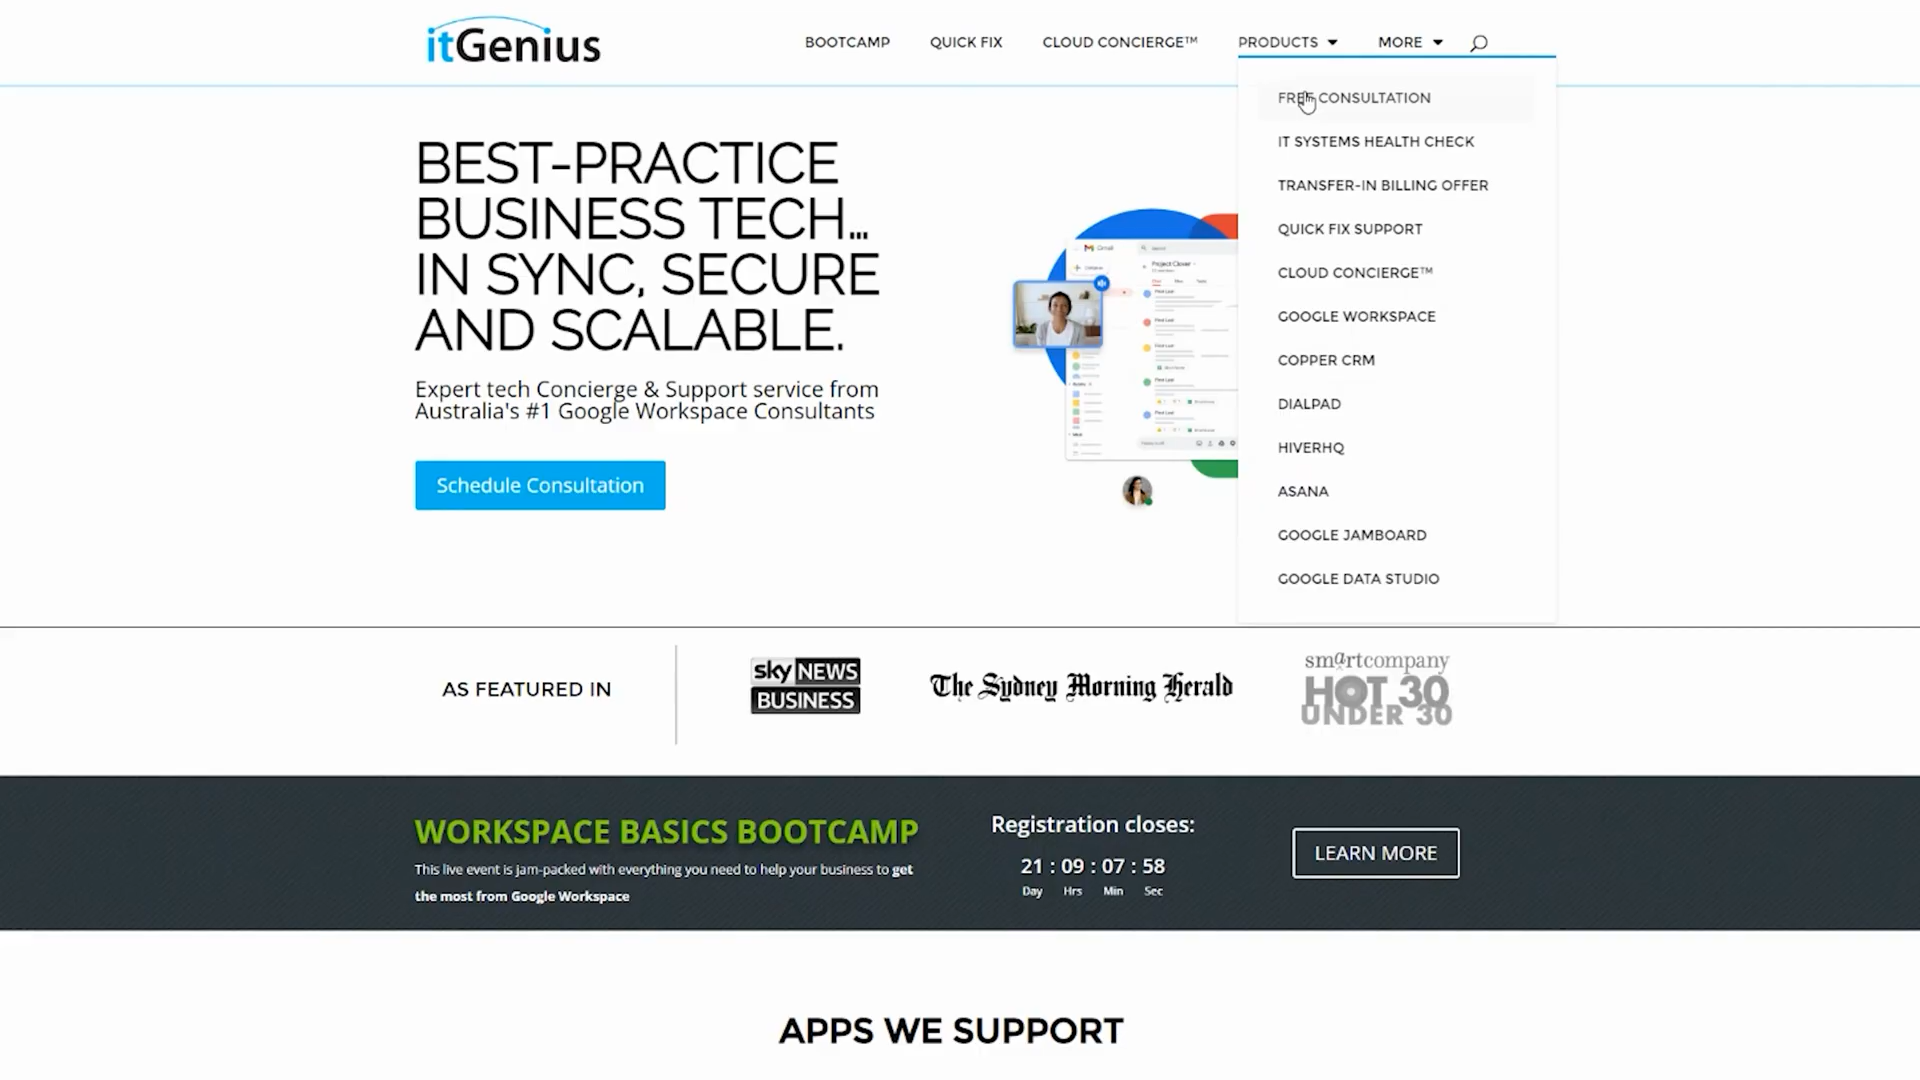 itGenius
BOOTCAMP
QUICK FIX
CLOUD CONCIERGE™
PRODUCTS
MORE
FREE CONSULTATION
IT SYSTEMS HEALTH CHECK
TRANSFER-IN BILLING OFFER
QUICK FIX SUPPORT
CLOUD CONCIERGE™
GOOGLE WORKSPACE
COPPER CRM
DIALPAD
HIVERHQ
ASANA
GOOGLE JAMBOARD
GOOGLE DATA STUDIO
BEST-PRACTICE
BUSINESS TECH...
IN SYNC, SECURE
AND SCALABLE.
Expert tech Concierge & Support service from
Australia's #1 Google Workspace Consultants
Schedule Consultation
Gmail
Project Clover
AS FEATURED IN
sky NEWS
BUSINESS
The Sydney Morning Herald
smartcompany
HOT 30
UNDER 30
WORKSPACE BASICS BOOTCAMP
This live event is jam-packed with everything you need to help your business to get
the most from Google Workspace
Registration closes:
21 : 09 : 07 : 58
Day Hrs Min Sec
LEARN MORE
APPS WE SUPPORT